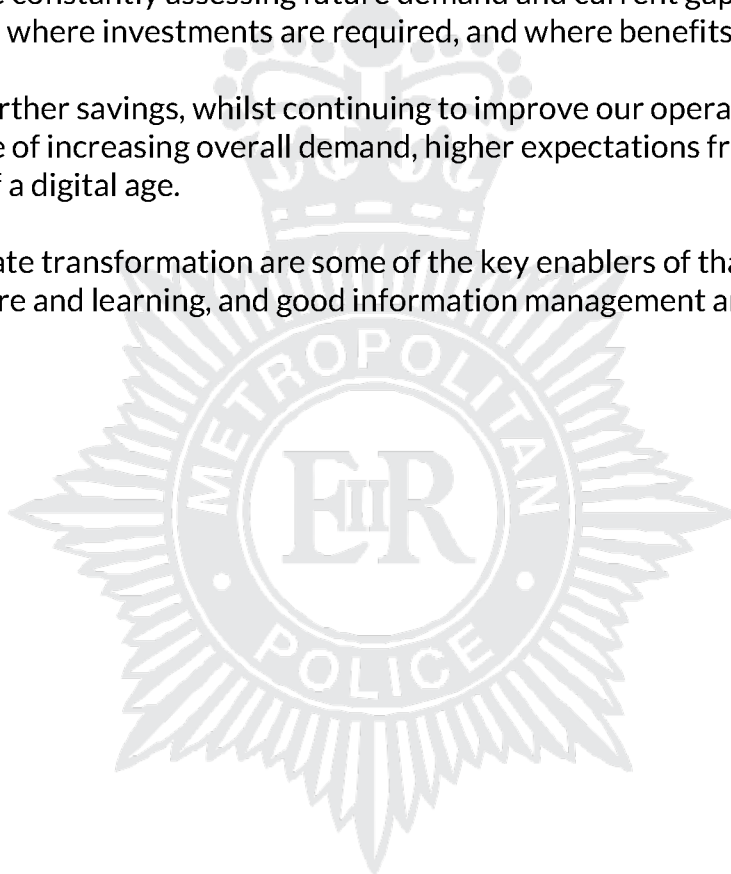 constantly assessing future demand and current gap
where investments are required, and where benefits
rther savings, whilst continuing to improve our opera
e of increasing overall demand, higher expectations fr
f a digital age.
ate transformation are some of the key enablers of tha
re and learning, and good information management a
METROPOLITAN
EIIR
POLICE